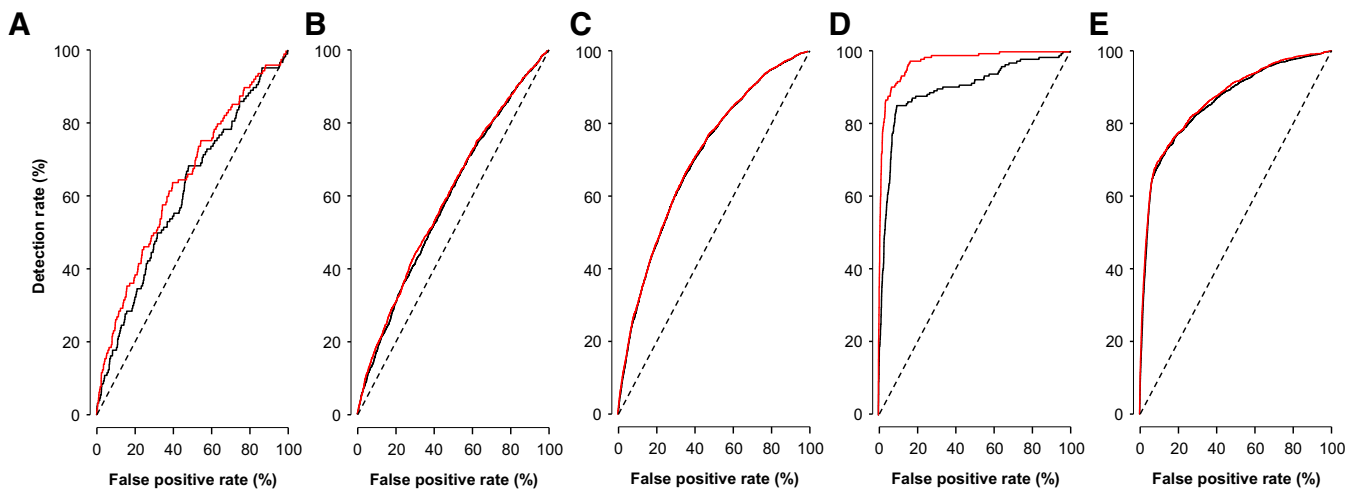 A B C D E
100 100 100 100 100
80 80 80 80 80
60 60 60 60 60
40 40 40 40 40
20 20 20 20 20
0 0 0 0 0
Detection rate (%)
0 20 40 60 80 100 0 20 40 60 80 100 0 20 40 60 80 100 0 20 40 60 80 100 0 20 40 60 80 100
False positive rate (%) False positive rate (%) False positive rate (%) False positive rate (%) False positive rate (%)